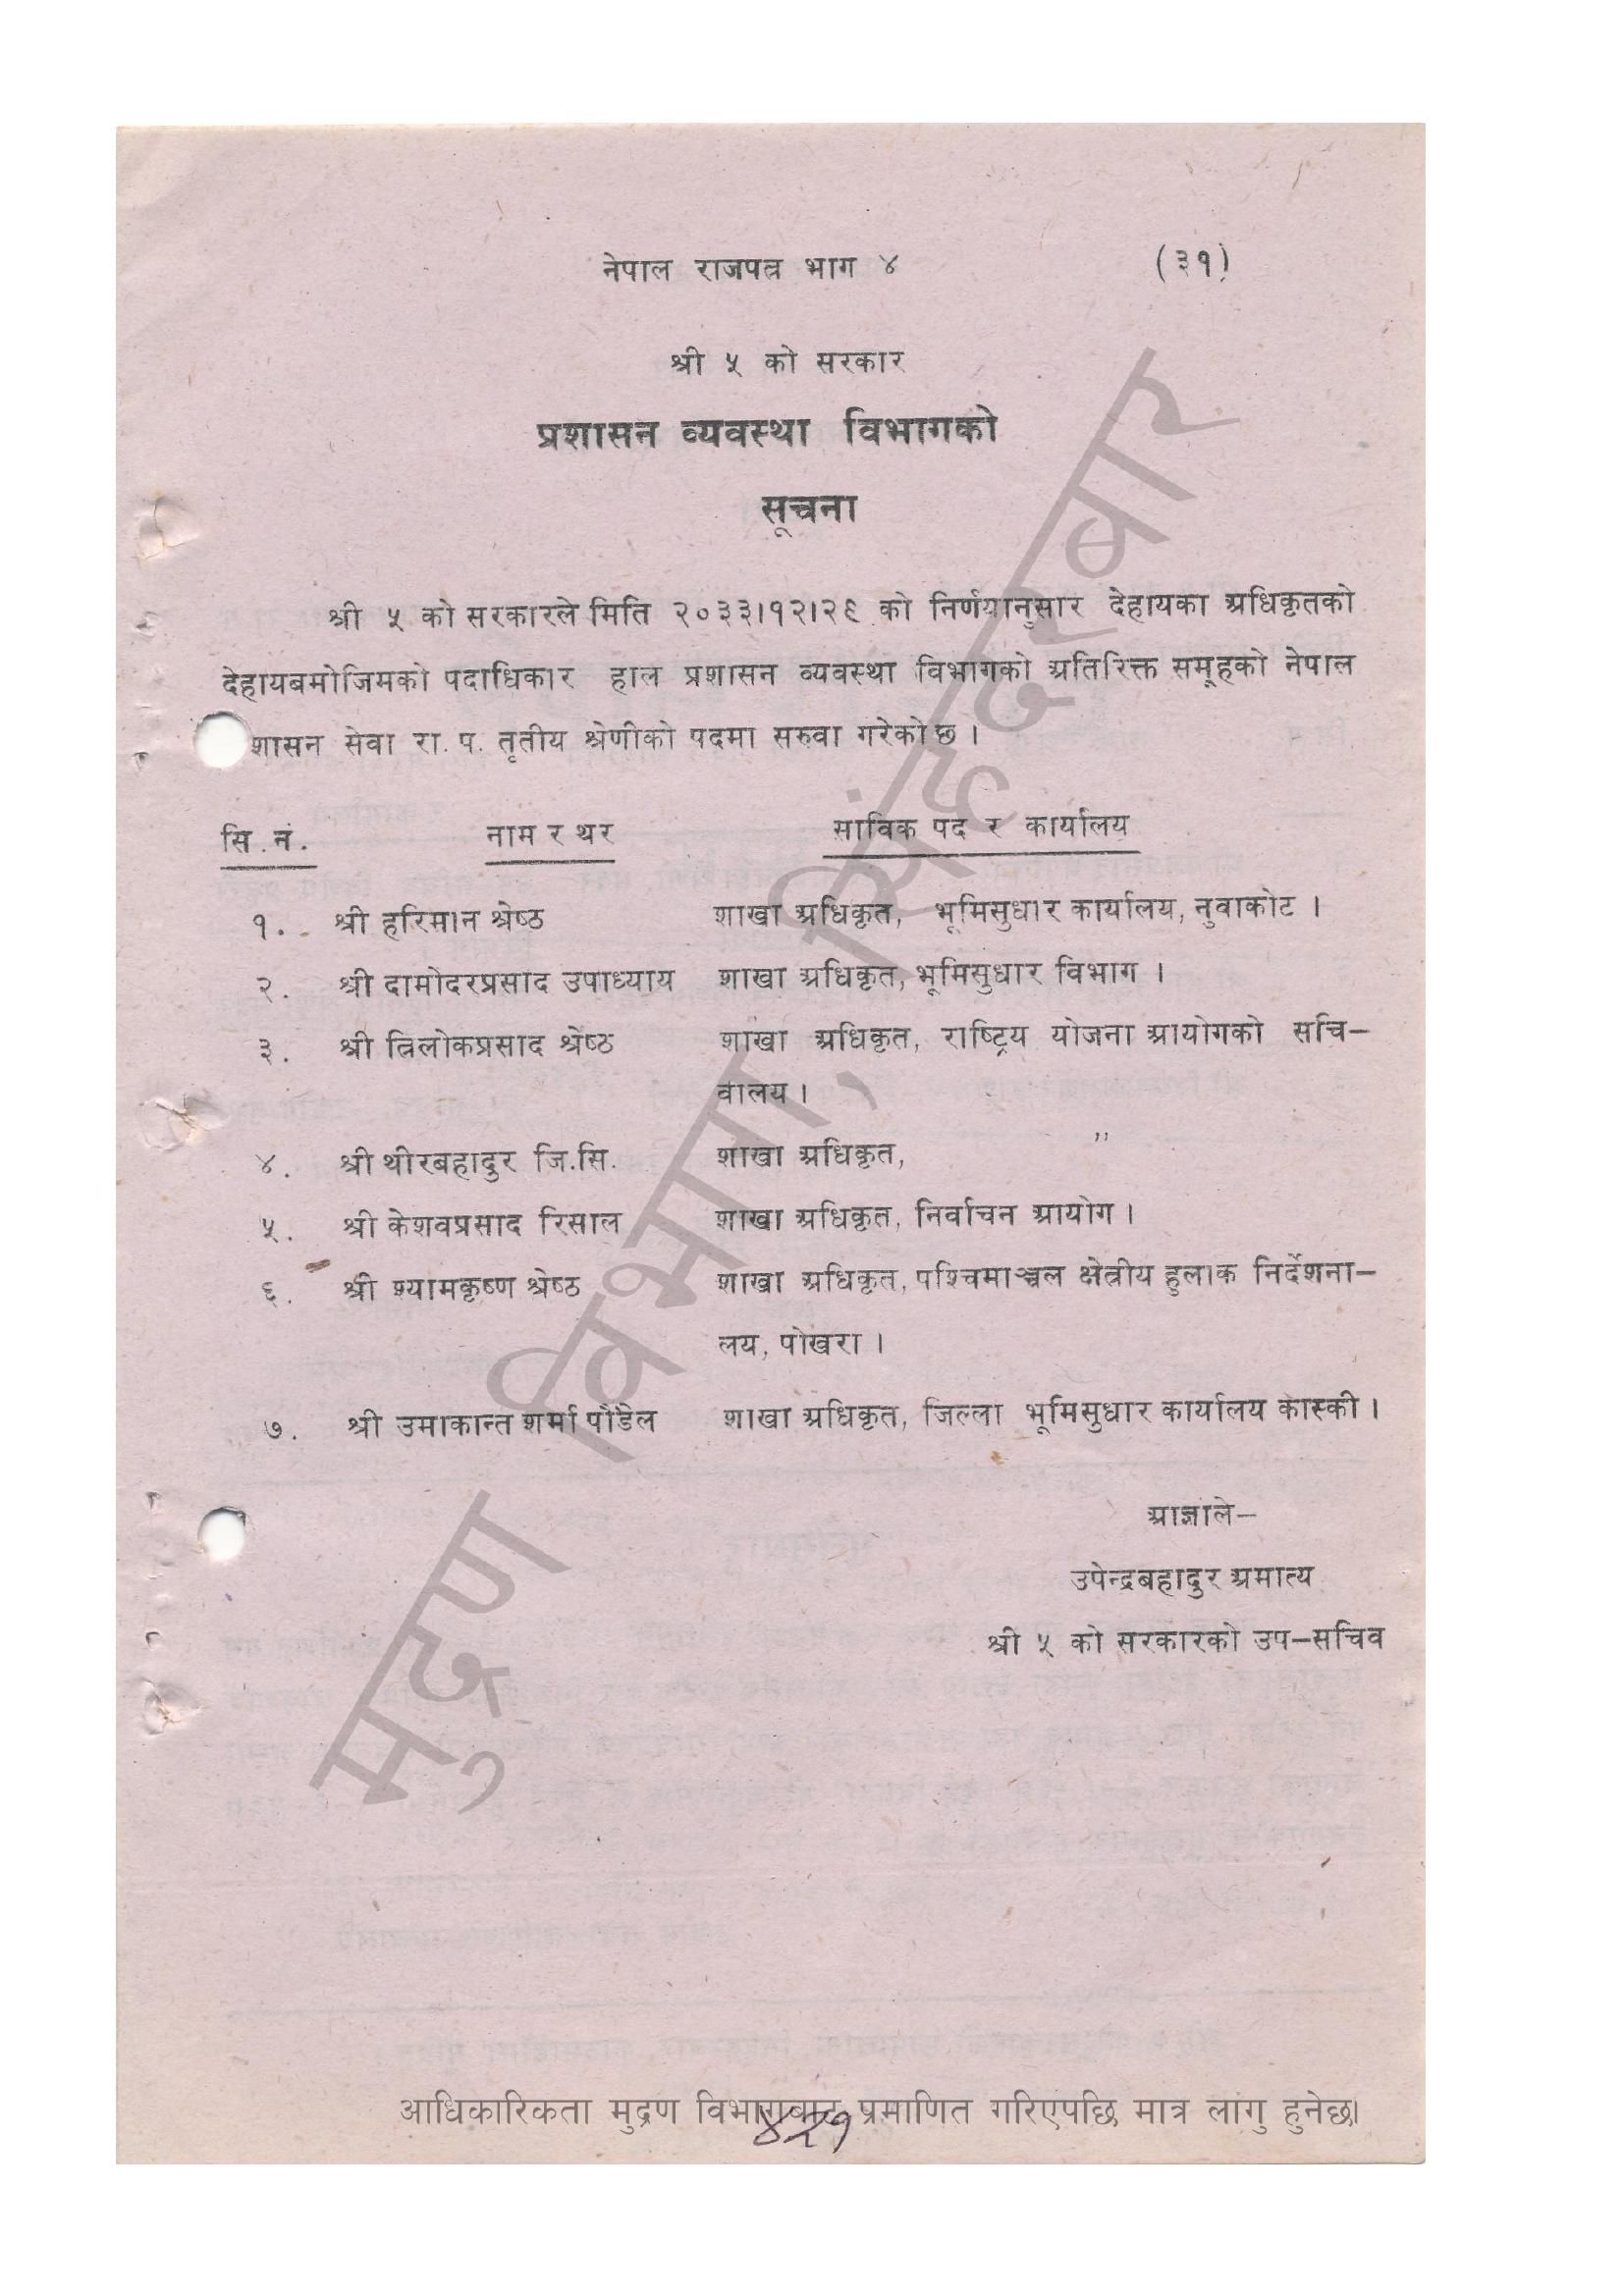 नेपाल राजपत्र भाग ४ (३१)
श्री ५ को सरकार
प्रशासन व्यवस्था विभागको
सूचना
श्री ५ को सरकारले मिति २०३३।१२।२९ को निर्णयानुसार देहायका अधिकृतको
देहायबमोजिमको पदाधिकार हाल प्रशासन व्यवस्था विभागको अतिरिक्त समूहको नेपाल
शासन सेवा रा. प. तृतीय श्रेणीको पदमा सरुवा गरेको छ ।
सि. नं. नाम र थर साविक पद र कार्यालय
१. श्री हरिमान श्रेष्ठ शाखा अधिकृत, भूमिसुधार कार्यालय, नुवाकोट ।
२. श्री दामोदरप्रसाद उपाध्याय शाखा अधिकृत, भूमिसुधार विभाग ।
३. श्री त्रिलोकप्रसाद श्रेष्ठ शाखा अधिकृत, राष्ट्रिय योजना आयोगको सचि–
वालय ।
४. श्री थीरबहादुर जि.सि. शाखा अधिकृत, ”
५. श्री केशवप्रसाद रिसाल शाखा अधिकृत, निर्वाचन आयोग ।
६. श्री श्यामकृष्ण श्रेष्ठ शाखा अधिकृत, पश्चिमाञ्चल क्षेत्रीय हुलाक निर्देशना–
लय, पोखरा ।
७. श्री उमाकान्त शर्मा पौडेल शाखा अधिकृत, जिल्ला भूमिसुधार कार्यालय कास्की ।
आज्ञाले–
उपेन्द्रबहादुर अमात्य
श्री ५ को सरकारको उप–सचिव
मुद्रण विभाग, सिंहदरबार
आधिकारिकता मुद्रण विभागबाट प्रमाणित गरिएपछि मात्र लागु हुनेछ।
४२१